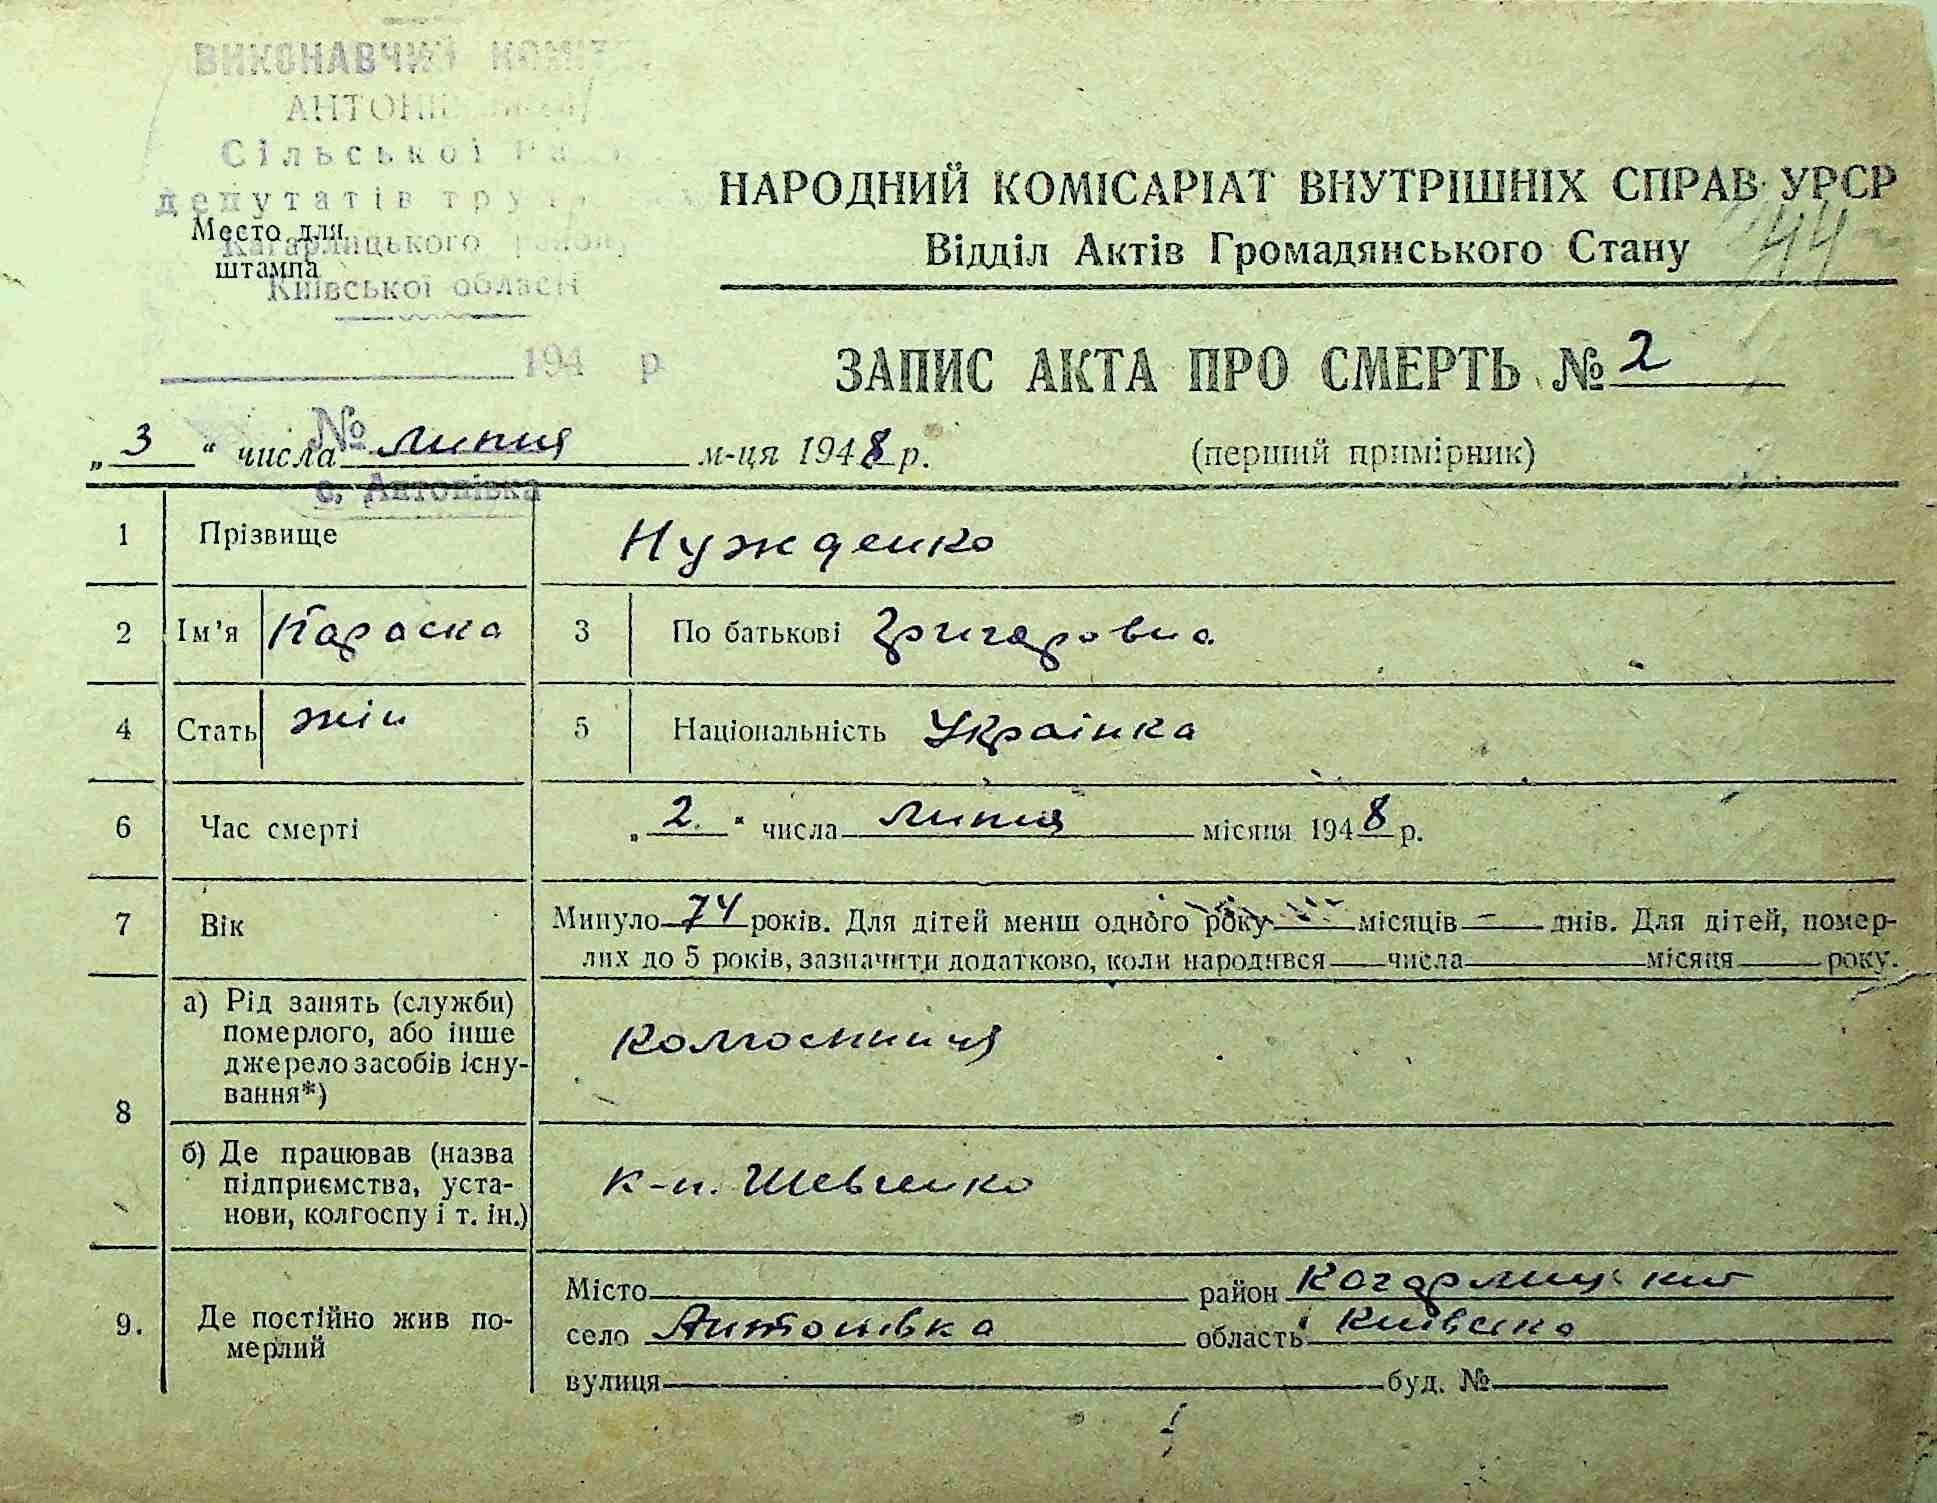 ВИКОНАВЧИЙ КОМІТЕ
АНТОНІ
Сільської Ра
депутатів тру
Место для
Кагарлицького району
штампа
Київської області
194 р
№
с. Антонівка
НАРОДНИЙ КОМІСАРІАТ ВНУТРІШНІХ СПРАВ УРСР
Відділ Актів Громадянського Стану
44
ЗАПИС АКТА ПРО СМЕРТЬ № 2
„ 3 “ числа липня м-ця 1948 р. (перший примірник)
1 Прізвище Нужденко
2 Ім’я Параска 3 По батькові Григоровна
4 Стать жін 5 Національність Українка
6 Час смерті „ 2 “ числа липня місяця 1948 р.
7 Вік Минуло 74 років. Для дітей менш одного року місяців — днів. Для дітей, помер-
лих до 5 років, зазначити додатково, коли народився числа місяця року.
8 а) Рід занять (служби)
померлого, або інше
джерело засобів існу-
вання*)
Колгоспниця
б) Де працював (назва
підприємства, уста-
нови, колгоспу і т. ін.)
к-п. Шевченко
9. Де постійно жив по-
мерлий
Місто район Кагарлицький
село Антонівка область Київська
вулиця буд. №